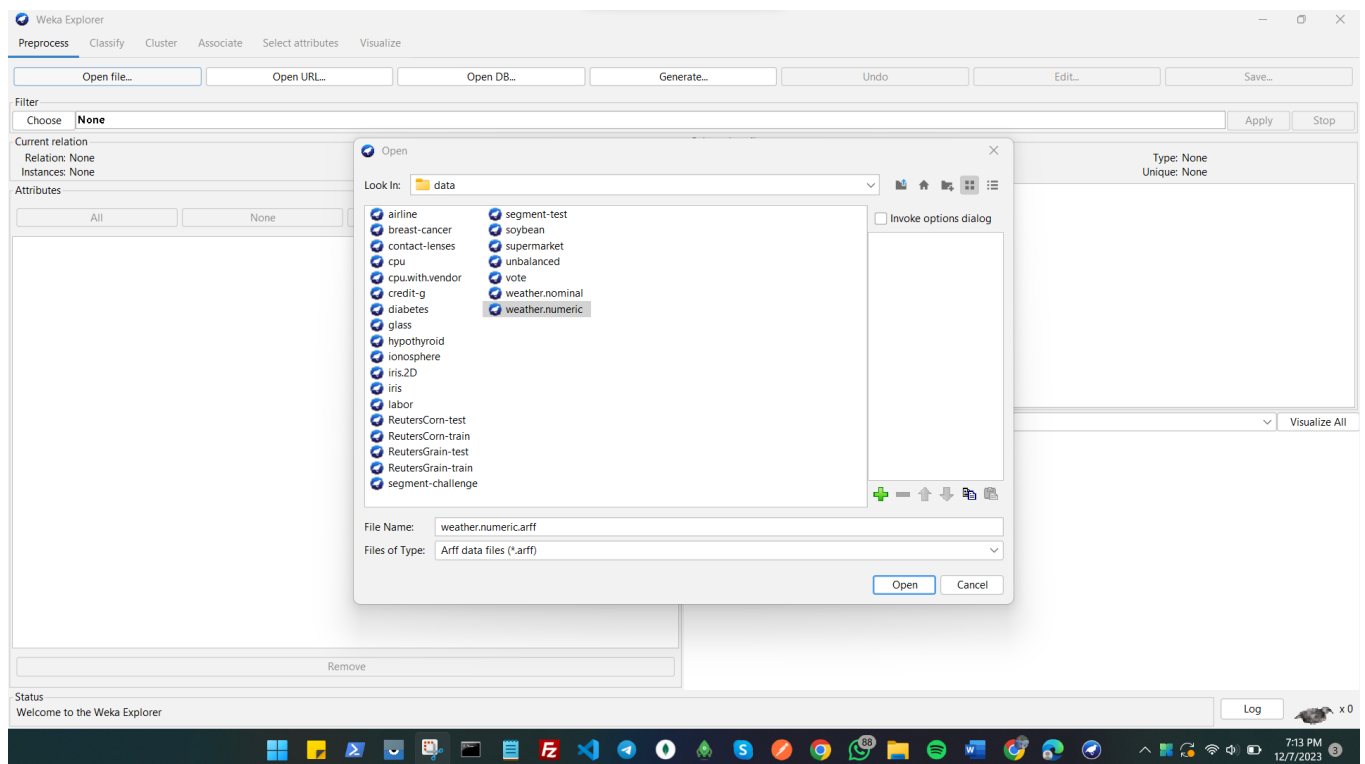 Weka Explorer
Preprocess Classify Cluster Associate Select attributes Visualize
Open file... Open URL... Open DB... Generate... Undo Edit... Save...
Filter
Choose None Apply Stop
Current relation
Relation: None
Instances: None
Type: None
Unique: None
Attributes
All None
Open
Look In: data
airline
breast-cancer
contact-lenses
cpu
cpu.with.vendor
credit-g
diabetes
glass
hypothyroid
ionosphere
iris.2D
iris
labor
ReutersCorn-test
ReutersCorn-train
ReutersGrain-test
ReutersGrain-train
segment-challenge
segment-test
soybean
supermarket
unbalanced
vote
weather.nominal
weather.numeric
Invoke options dialog
File Name: weather.numeric.arff
Files of Type: Arff data files (*.arff)
Open Cancel
Visualize All
Remove
Status
Welcome to the Weka Explorer
Log x 0
88
7:13 PM
12/7/2023
3